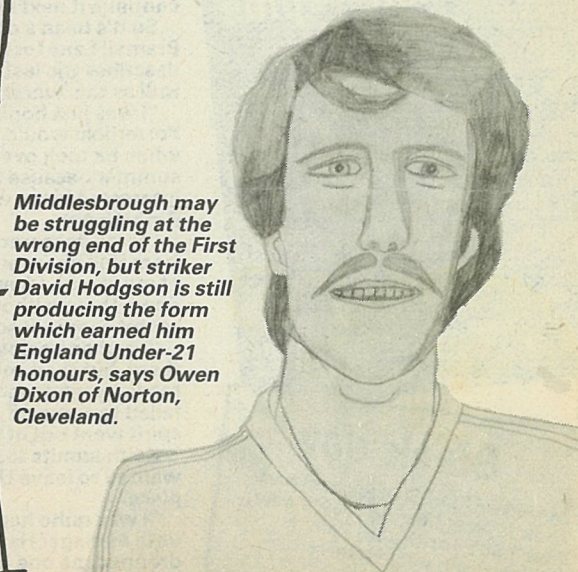 Middlesbrough may
be struggling at the
wrong end of the First
Division, but striker
David Hodgson is still
producing the form
which earned him
England Under-21
honours, says Owen
Dixon of Norton,
Cleveland.